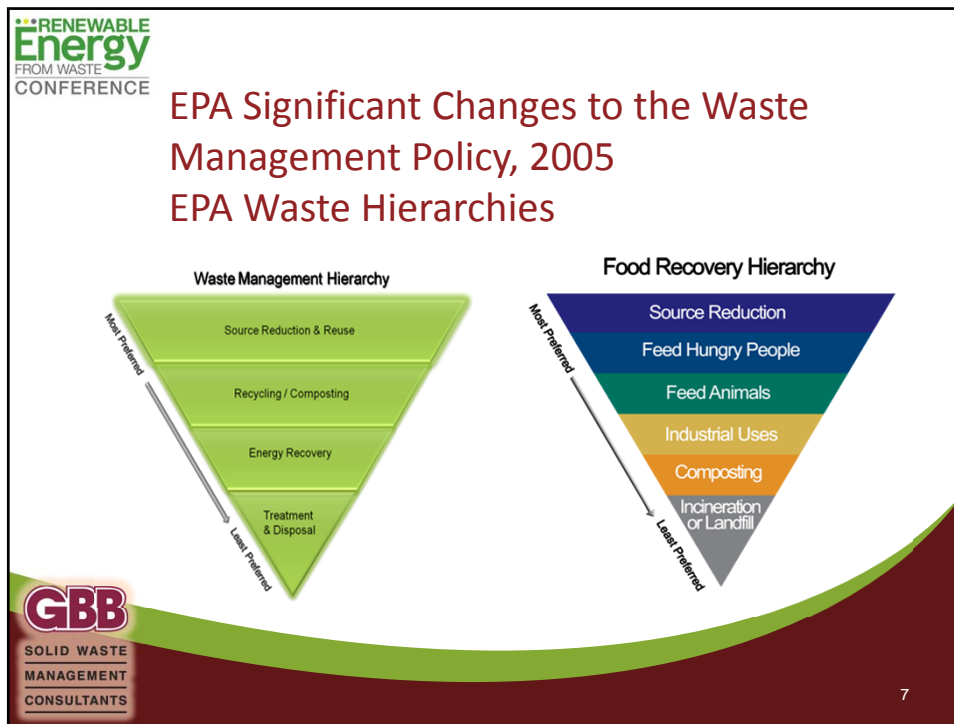 RENEWABLE
Energy
FROM WASTE
CONFERENCE
EPA Significant Changes to the Waste
Management Policy, 2005
EPA Waste Hierarchies
Waste Management Hierarchy
Most Preferred
Source Reduction & Reuse
Recycling / Composting
Energy Recovery
Treatment
& Disposal
Least Preferred
Food Recovery Hierarchy
Most Preferred
Source Reduction
Feed Hungry People
Feed Animals
Industrial Uses
Composting
Incineration
or Landfill
Least Preferred
GBB
SOLID WASTE
MANAGEMENT
CONSULTANTS
7